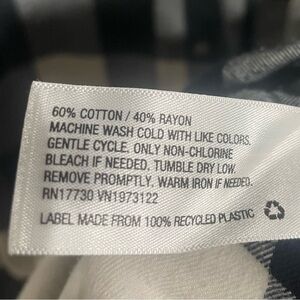 60% COTTON / 40% RAYON
MACHINE WASH COLD WITH LIKE COLORS.
GENTLE CYCLE. ONLY NON-CHLORINE
BLEACH IF NEEDED. TUMBLE DRY LOW.
REMOVE PROMPTLY. WARM IRON IF NEEDED.
RN17730 VN1973122
LABEL MADE FROM 100% RECYCLED PLASTIC